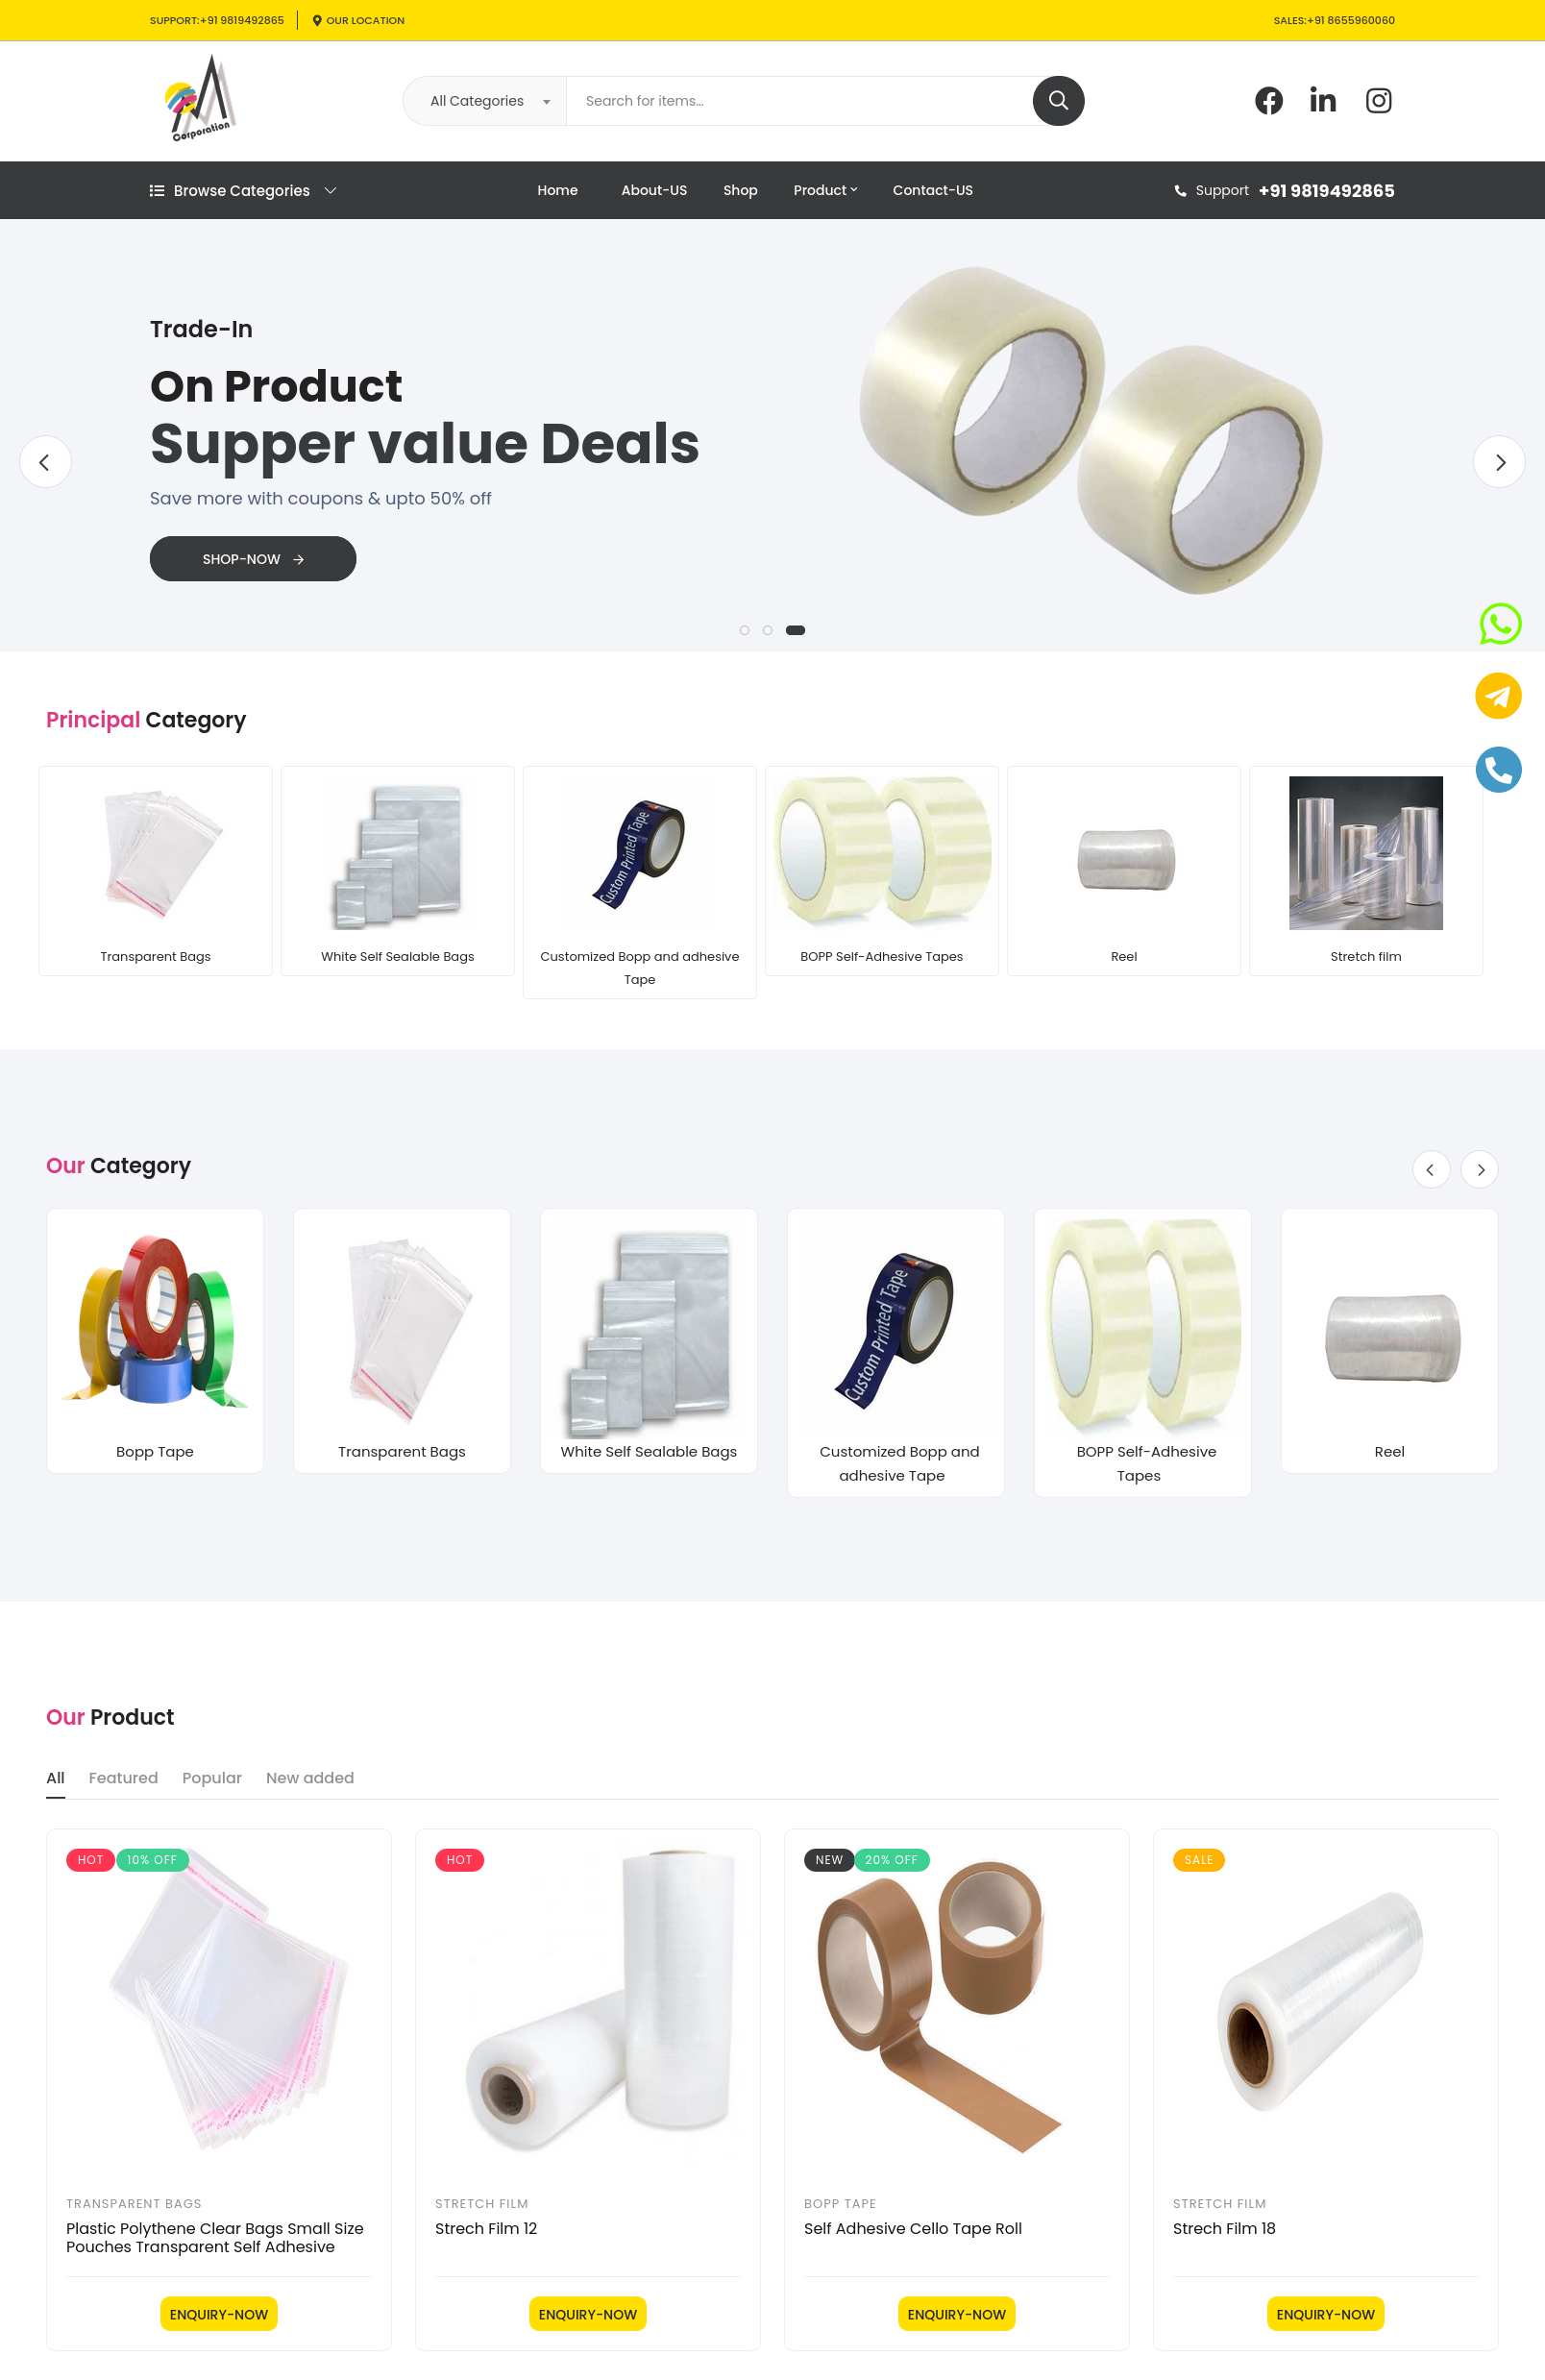 SUPPORT:+91 9819492865
OUR LOCATION
SALES:+91 8655960060
Corporation
All Categories
Search for items...
Browse Categories
Home
About-US
Shop
Product
Contact-US
Support
+91 9819492865
Trade-In
On Product
Supper value Deals
Save more with coupons & upto 50% off
SHOP-NOW
Principal Category
Custom Printed Tape
Transparent Bags
White Self Sealable Bags
Customized Bopp and adhesive
Tape
BOPP Self-Adhesive Tapes
Reel
Stretch film
Our Category
Custom Printed Tape
Bopp Tape
Transparent Bags
White Self Sealable Bags
Customized Bopp and
adhesive Tape
BOPP Self-Adhesive
Tapes
Reel
Our Product
All
Featured
Popular
New added
HOT
10% OFF
HOT
NEW
20% OFF
SALE
TRANSPARENT BAGS
Plastic Polythene Clear Bags Small Size
Pouches Transparent Self Adhesive
STRETCH FILM
Strech Film 12
BOPP TAPE
Self Adhesive Cello Tape Roll
STRETCH FILM
Strech Film 18
ENQUIRY-NOW
ENQUIRY-NOW
ENQUIRY-NOW
ENQUIRY-NOW